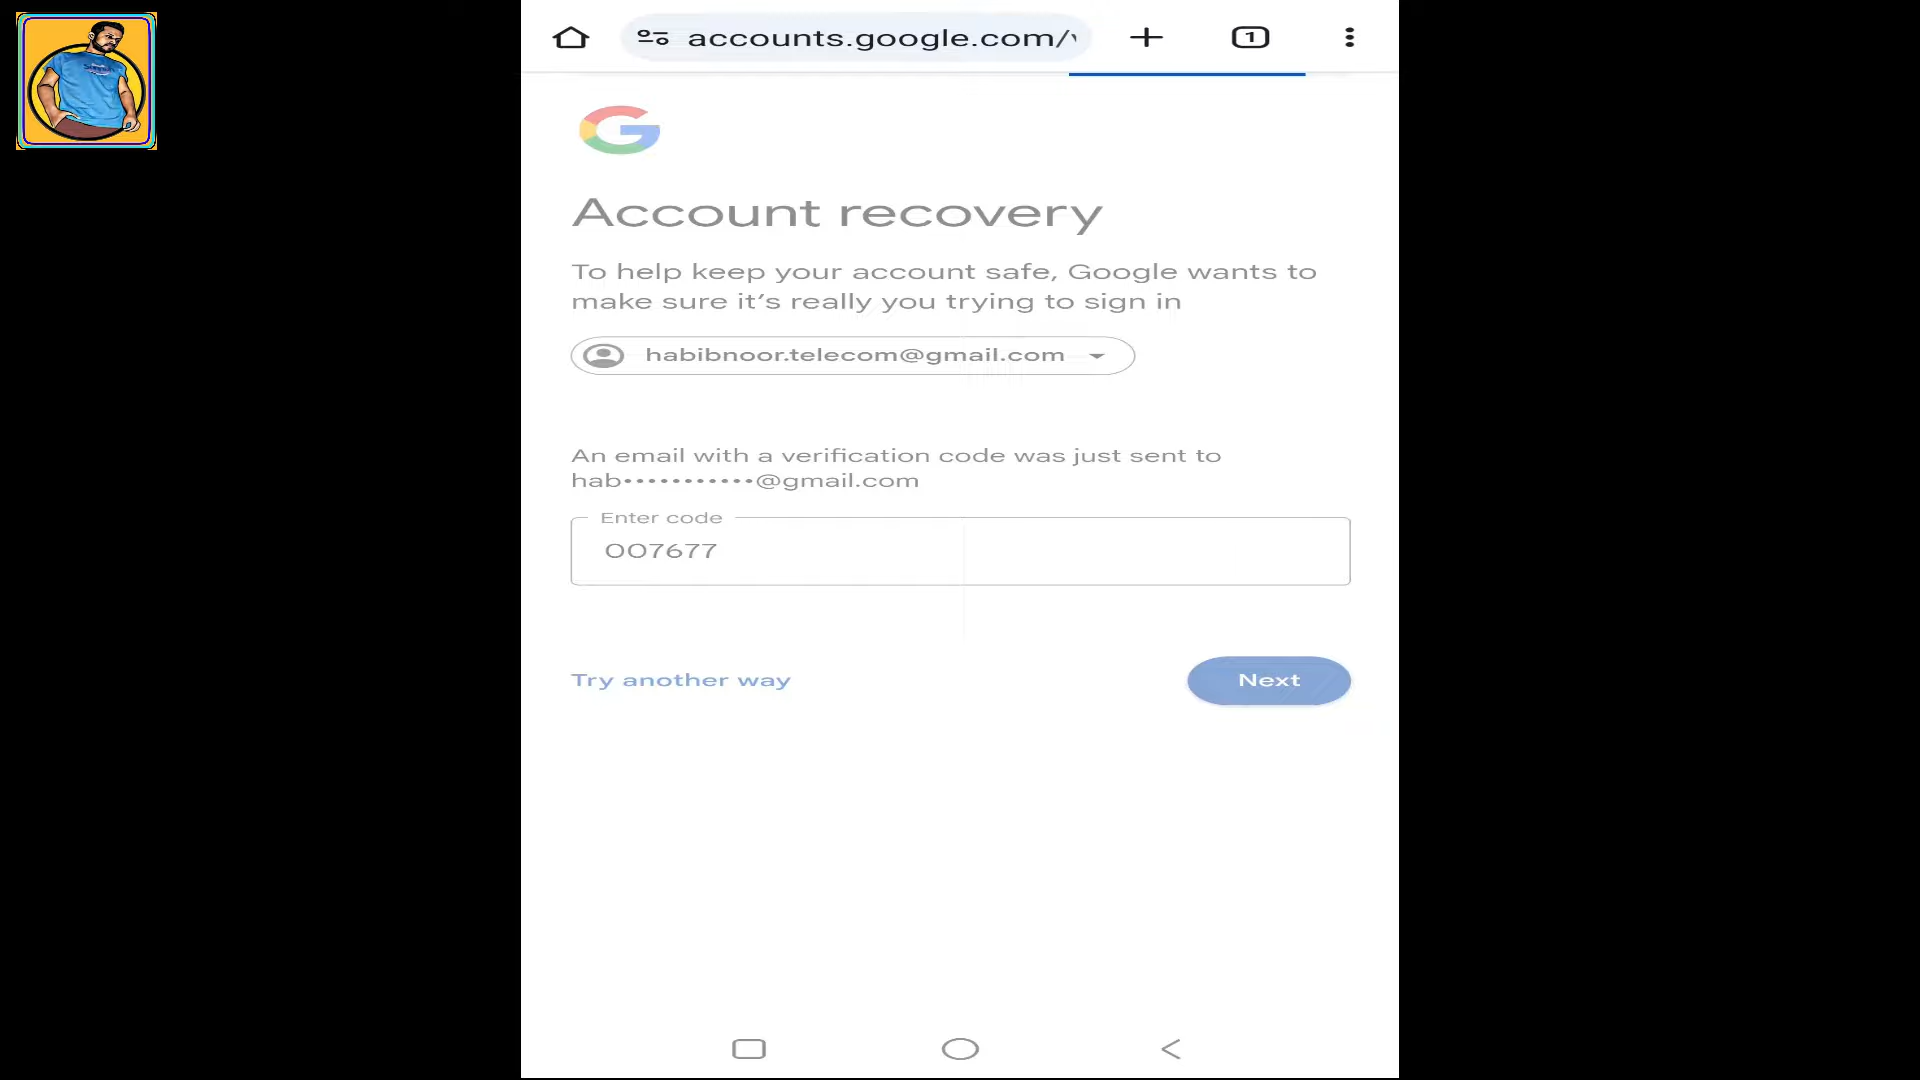 accounts.google.com/
1
Account recovery
To help keep your account safe, Google wants to
make sure it's really you trying to sign in
habibnoor.telecom@gmail.com
An email with a verification code was just sent to
hab•••••••••••@gmail.com
Enter code
007677
Try another way
Next